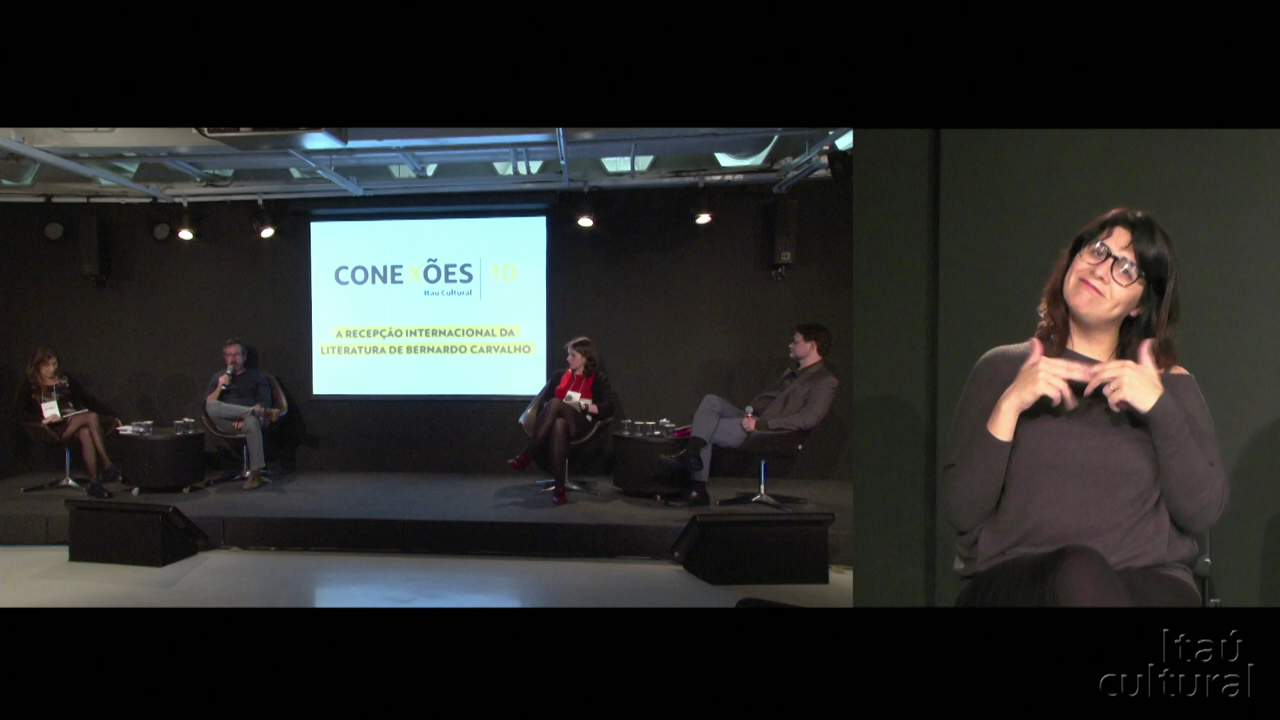 CONEXÕES 10
Itaú Cultural
A RECEPÇÃO INTERNACIONAL DA
LITERATURA DE BERNARDO CARVALHO
Itaú
cultural